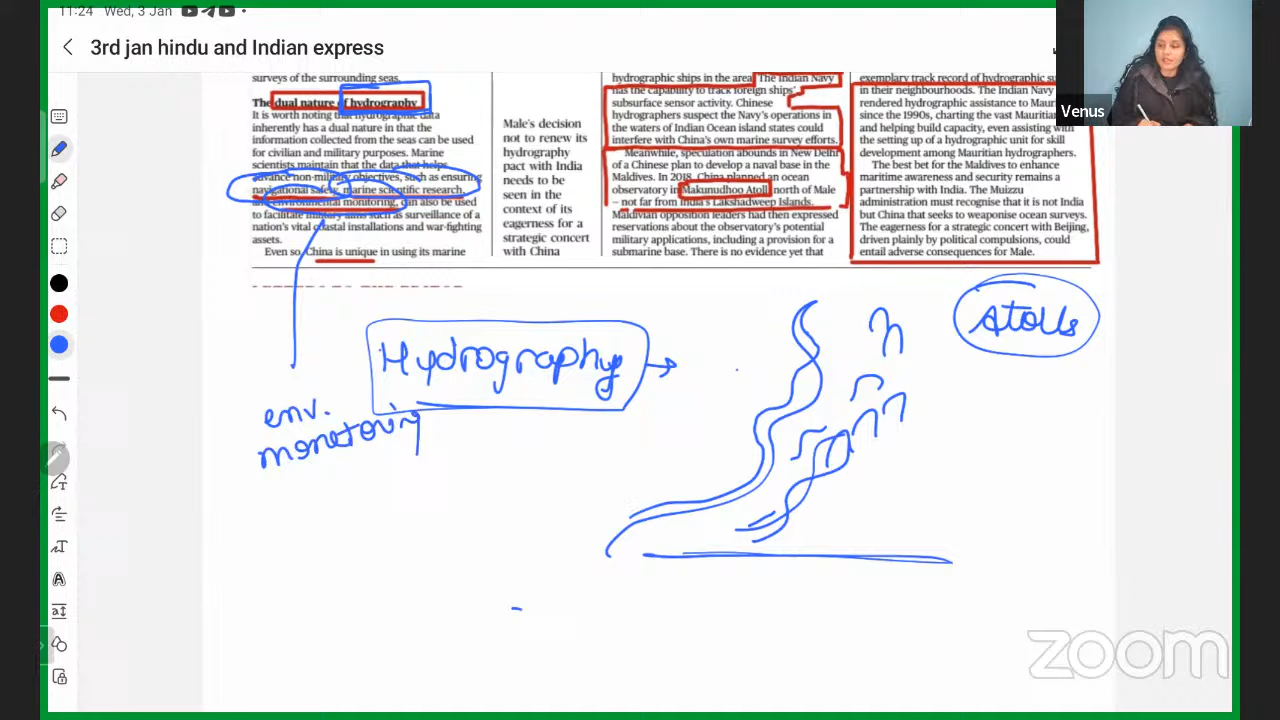 11:24 Wed, 3 Jan
3rd jan hindu and Indian express
Venus
surveys of the surrounding seas.
The dual nature of hydrography
It is worth noting that hydrographic data
inherently has a dual nature in that the
information collected from the seas can be used
for civilian and military purposes. Marine
scientists maintain that the data that helps
advance non-military objectives, such as ensuring
navigational safety, marine scientific research,
and environmental monitoring, can also be used
to facilitate military aims such as surveillance of a
nation's vital coastal installations and war-fighting
assets.
Even so, China is unique in using its marine
Male's decision
not to renew its
hydrography
pact with India
needs to be
seen in the
context of its
eagerness for a
strategic concert
with China
hydrographic ships in the area. The Indian Navy
has the capability to track foreign ships'
subsurface sensor activity. Chinese
hydrographers suspect the Navy's operations in
the waters of Indian Ocean island states could
interfere with China's own marine survey efforts.
Meanwhile, speculation abounds in New Delhi
of a Chinese plan to develop a naval base in the
Maldives. In 2018, China planned an ocean
observatory in Makunudhoo Atoll, north of Male
– not far from India's Lakshadweep Islands.
Maldivian opposition leaders had then expressed
reservations about the observatory's potential
military applications, including a provision for a
submarine base. There is no evidence yet that
exemplary track record of hydrographic
in their neighbourhoods. The Indian Navy
rendered hydrographic assistance to
since the 1990s, charting the vast
and helping build capacity, even assisting with
the setting up of a hydrographic unit for skill
development among Mauritian hydrographers.
The best bet for the Maldives to enhance
maritime awareness and security remains a
partnership with India. The Muizzu
administration must recognise that it is not India
but China that seeks to weaponise ocean surveys.
The eagerness for a strategic concert with Beijing,
driven plainly by political compulsions, could
entail adverse consequences for Male.
Atolls
Hydrography →
env.
monetoring
zoom